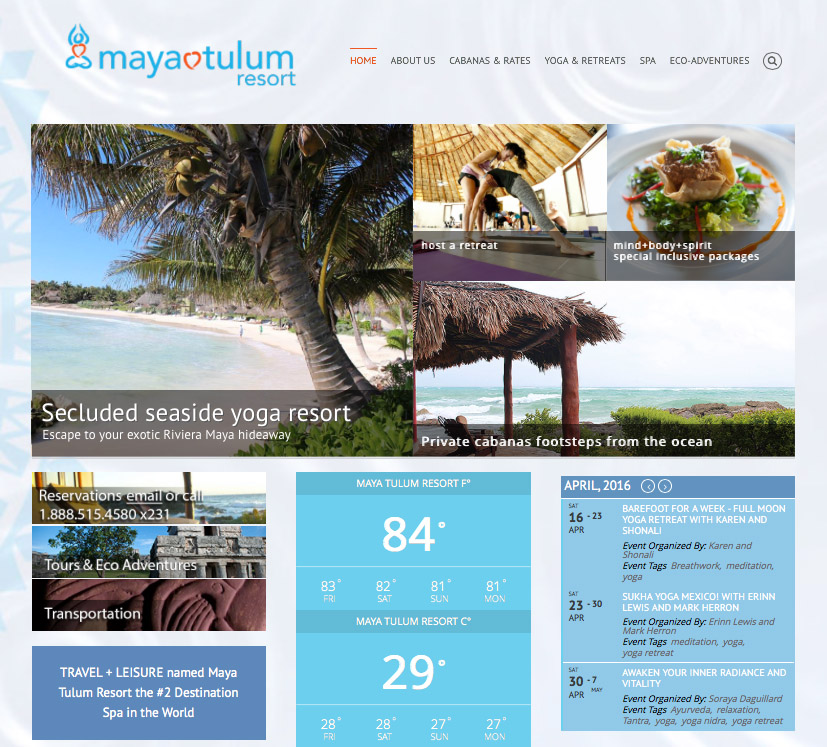 maya tulum
resort
HOME ABOUT US CABANAS & RATES YOGA & RETREATS SPA ECO-ADVENTURES
host a retreat
mind+body+spirit
special inclusive packages
Secluded seaside yoga resort
Escape to your exotic Riviera Maya hideaway
Private cabanas footsteps from the ocean
Reservations email or call
1.888.515.4580 x231
Tours & Eco Adventures
Transportation
TRAVEL + LEISURE named Maya
Tulum Resort the #2 Destination
Spa in the World
MAYA TULUM RESORT F°
84°
83° 82° 81° 81°
FRI SAT SUN MON
MAYA TULUM RESORT C°
29°
28° 28° 27° 27°
FRI SAT SUN MON
APRIL, 2016
SAT
16 - 23
APR
BAREFOOT FOR A WEEK - FULL MOON
YOGA RETREAT WITH KAREN AND
SHONALI
Event Organized By: Karen and
Shonali
Event Tags Breathwork, meditation,
yoga
SAT
23 - 30
APR
SUKHA YOGA MEXICO! WITH ERINN
LEWIS AND MARK HERRON
Event Organized By: Erinn Lewis and
Mark Herron
Event Tags meditation, yoga,
yoga retreat
SAT
30 - 7
APR MAY
AWAKEN YOUR INNER RADIANCE AND
VITALITY
Event Organized By: Soraya Daguillard
Event Tags Ayurveda, relaxation,
Tantra, yoga, yoga nidra, yoga retreat